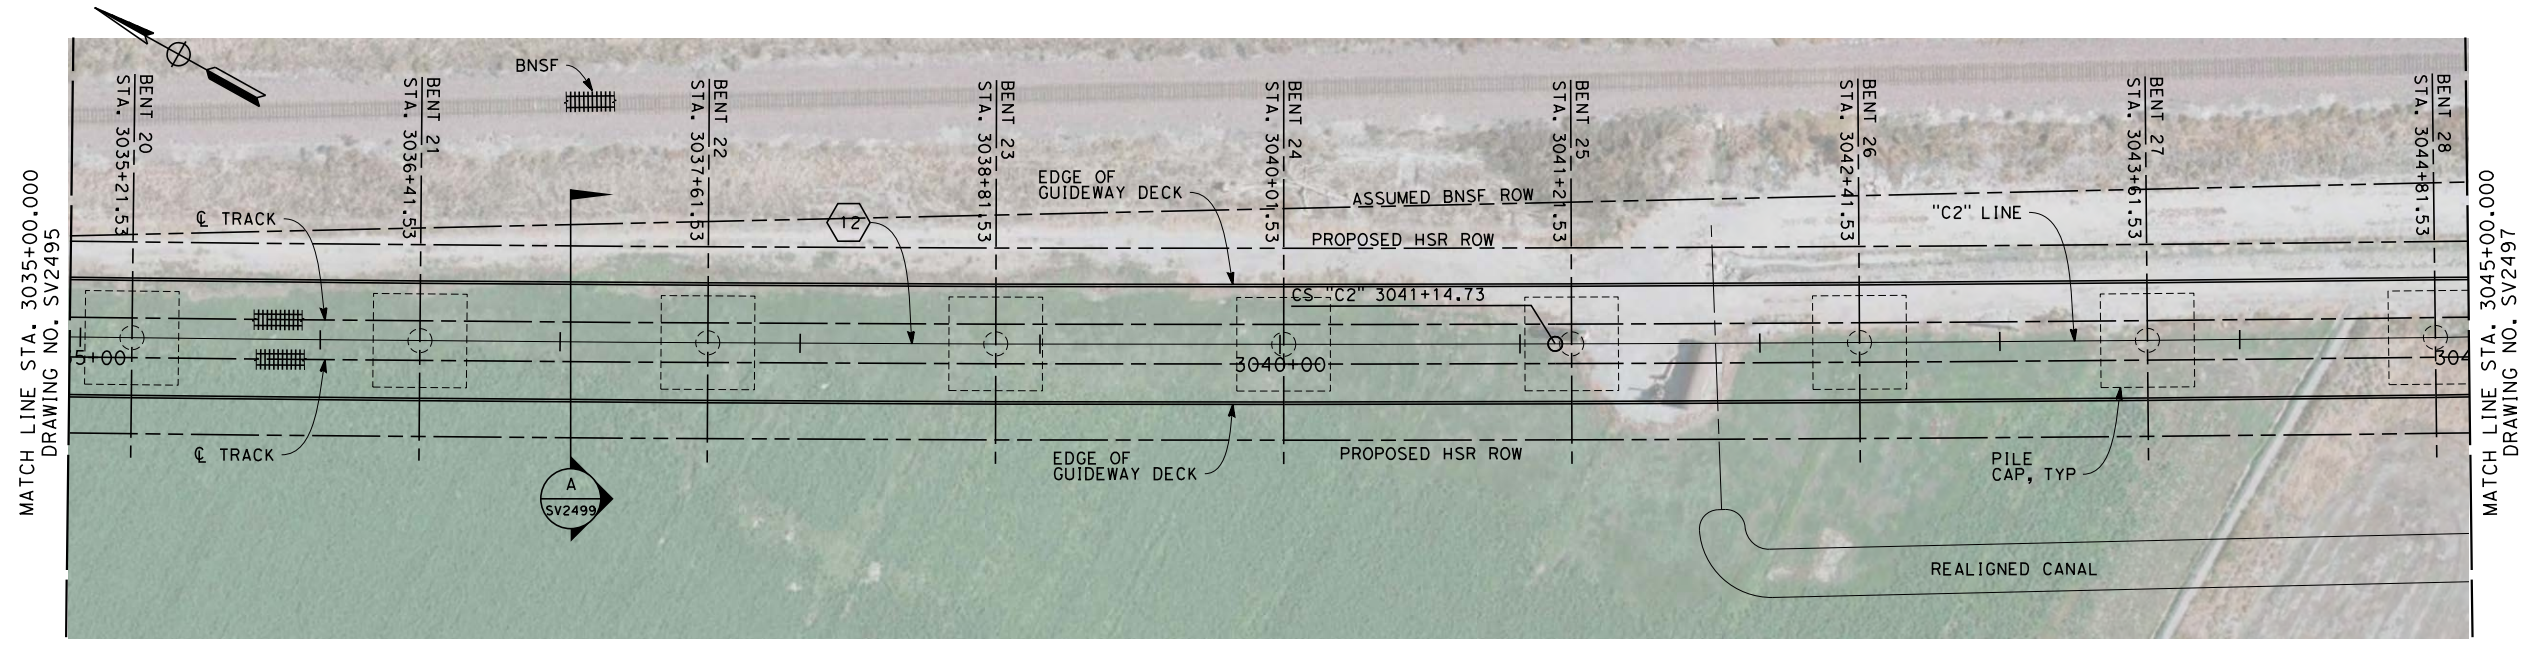 MATCH LINE STA. 3035+00.000
DRAWING NO. SV2495
BENT 20
STA. 3035+21.53
BENT 21
STA. 3036+41.53
BNSF
BENT 22
STA. 3037+61.53
BENT 23
STA. 3038+81.53
BENT 24
STA. 3040+01.53
BENT 25
STA. 3041+21.53
BENT 26
STA. 3042+41.53
BENT 27
STA. 3043+61.53
BENT 28
STA. 3044+81.53
℄ TRACK
12
EDGE OF
GUIDEWAY DECK
ASSUMED BNSF ROW
PROPOSED HSR ROW
"C2" LINE
CS "C2" 3041+14.73
5+00
3040+00
304
℄ TRACK
A
SV2499
EDGE OF
GUIDEWAY DECK
PROPOSED HSR ROW
PILE
CAP, TYP
REALIGNED CANAL
MATCH LINE STA. 3045+00.000
DRAWING NO. SV2497